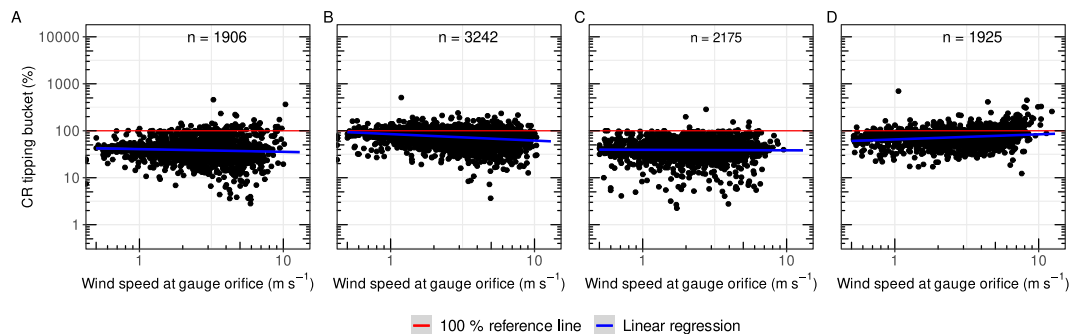 A
B
C
D
n = 1906
n = 3242
n = 2175
n = 1925
CR tipping bucket (%)
10000
1000
100
10
1
1 10
1 10
1 10
1 10
Wind speed at gauge orifice (m s⁻¹)
Wind speed at gauge orifice (m s⁻¹)
Wind speed at gauge orifice (m s⁻¹)
Wind speed at gauge orifice (m s⁻¹)
100 % reference line
Linear regression